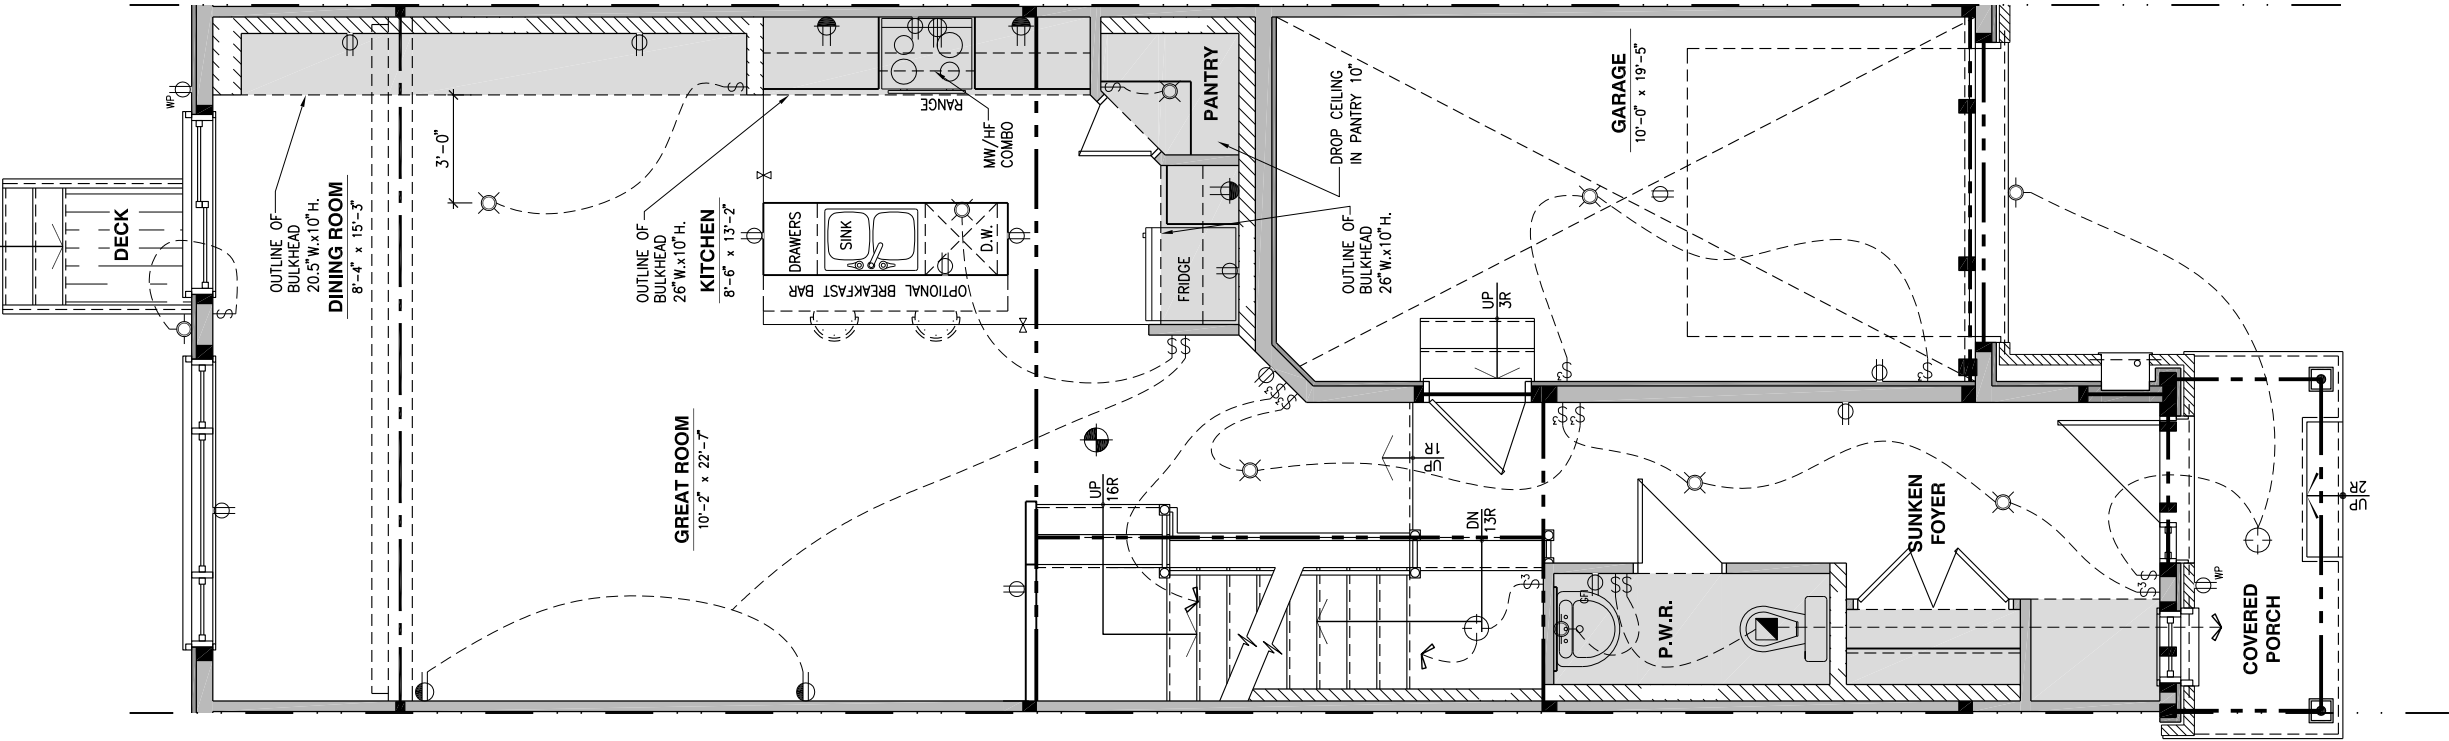 DECK
WP
OUTLINE OF
BULKHEAD
20.5"W.x10"H.
DINING ROOM
8'-4" x 15'-3"
3'-0"
OUTLINE OF
BULKHEAD
26"W.x10"H.
KITCHEN
8'-6" x 13'-2"
RANGE
MW/HF
COMBO
DRAWERS
SINK
D.W.
OPTIONAL BREAKFAST BAR
PANTRY
FRIDGE
DROP CEILING
IN PANTRY 10"
OUTLINE OF
BULKHEAD
26"W.x10"H.
GARAGE
10'-0" x 19'-5"
UP
3R
GREAT ROOM
10'-2" x 22'-7"
UP
16R
UP
1R
DN
13R
GFI
P.W.R.
SUNKEN
FOYER
WP
COVERED
PORCH
UP
2R